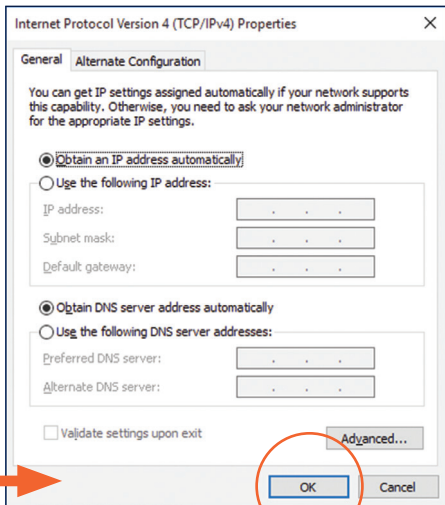 Internet Protocol Version 4 (TCP/IPv4) Properties
General Alternate Configuration
You can get IP settings assigned automatically if your network supports
this capability. Otherwise, you need to ask your network administrator
for the appropriate IP settings.
Obtain an IP address automatically
Use the following IP address:
IP address:
Subnet mask:
Default gateway:
Obtain DNS server address automatically
Use the following DNS server addresses:
Preferred DNS server:
Alternate DNS server:
Validate settings upon exit
Advanced...
OK Cancel